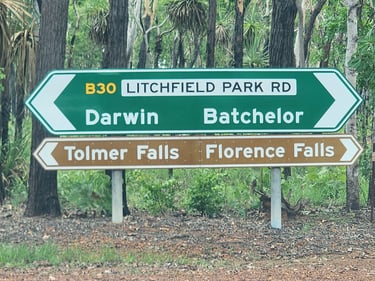 B30 LITCHFIELD PARK RD
Darwin Batchelor
Tolmer Falls Florence Falls